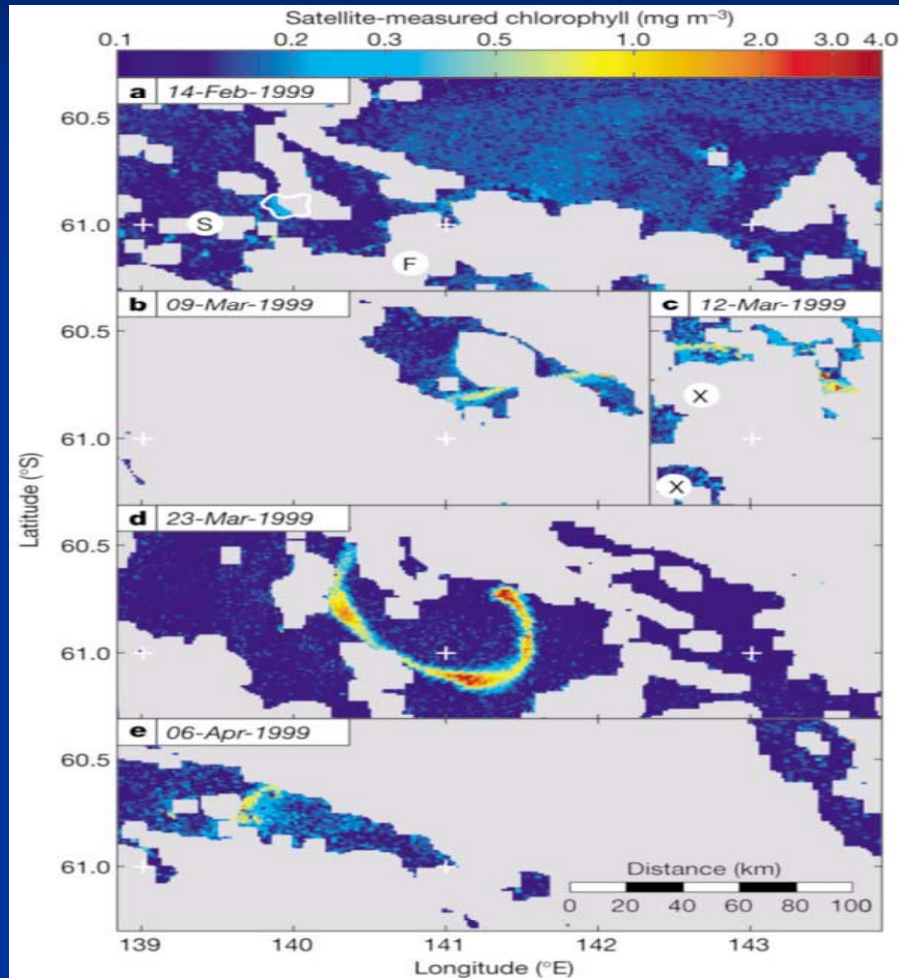 Satellite-measured chlorophyll (mg m⁻³)
0.1 0.2 0.3 0.5 1.0 2.0 3.0 4.0
a 14-Feb-1999
60.5
61.0
S
F
b 09-Mar-1999
c 12-Mar-1999
60.5
61.0
X
X
Latitude (°S)
d 23-Mar-1999
60.5
61.0
e 06-Apr-1999
60.5
61.0
Distance (km)
0 20 40 60 80 100
139 140 141 142 143
Longitude (°E)